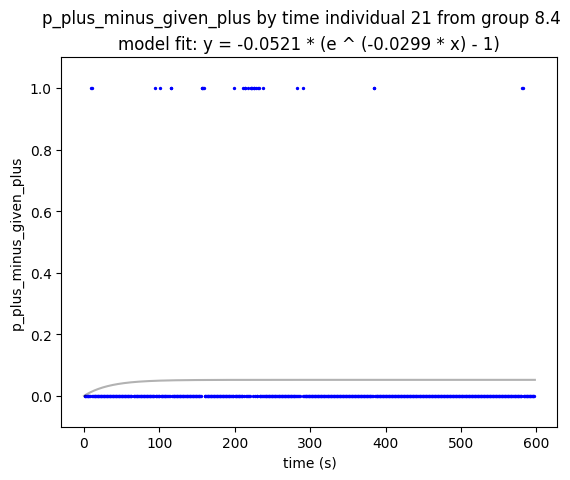 p_plus_minus_given_plus by time individual 21 from group 8.4
model fit: y = -0.0521 * (e ^ (-0.0299 * x) - 1)
1.0
0.8
0.6
0.4
0.2
0.0
p_plus_minus_given_plus
0 100 200 300 400 500 600
time (s)